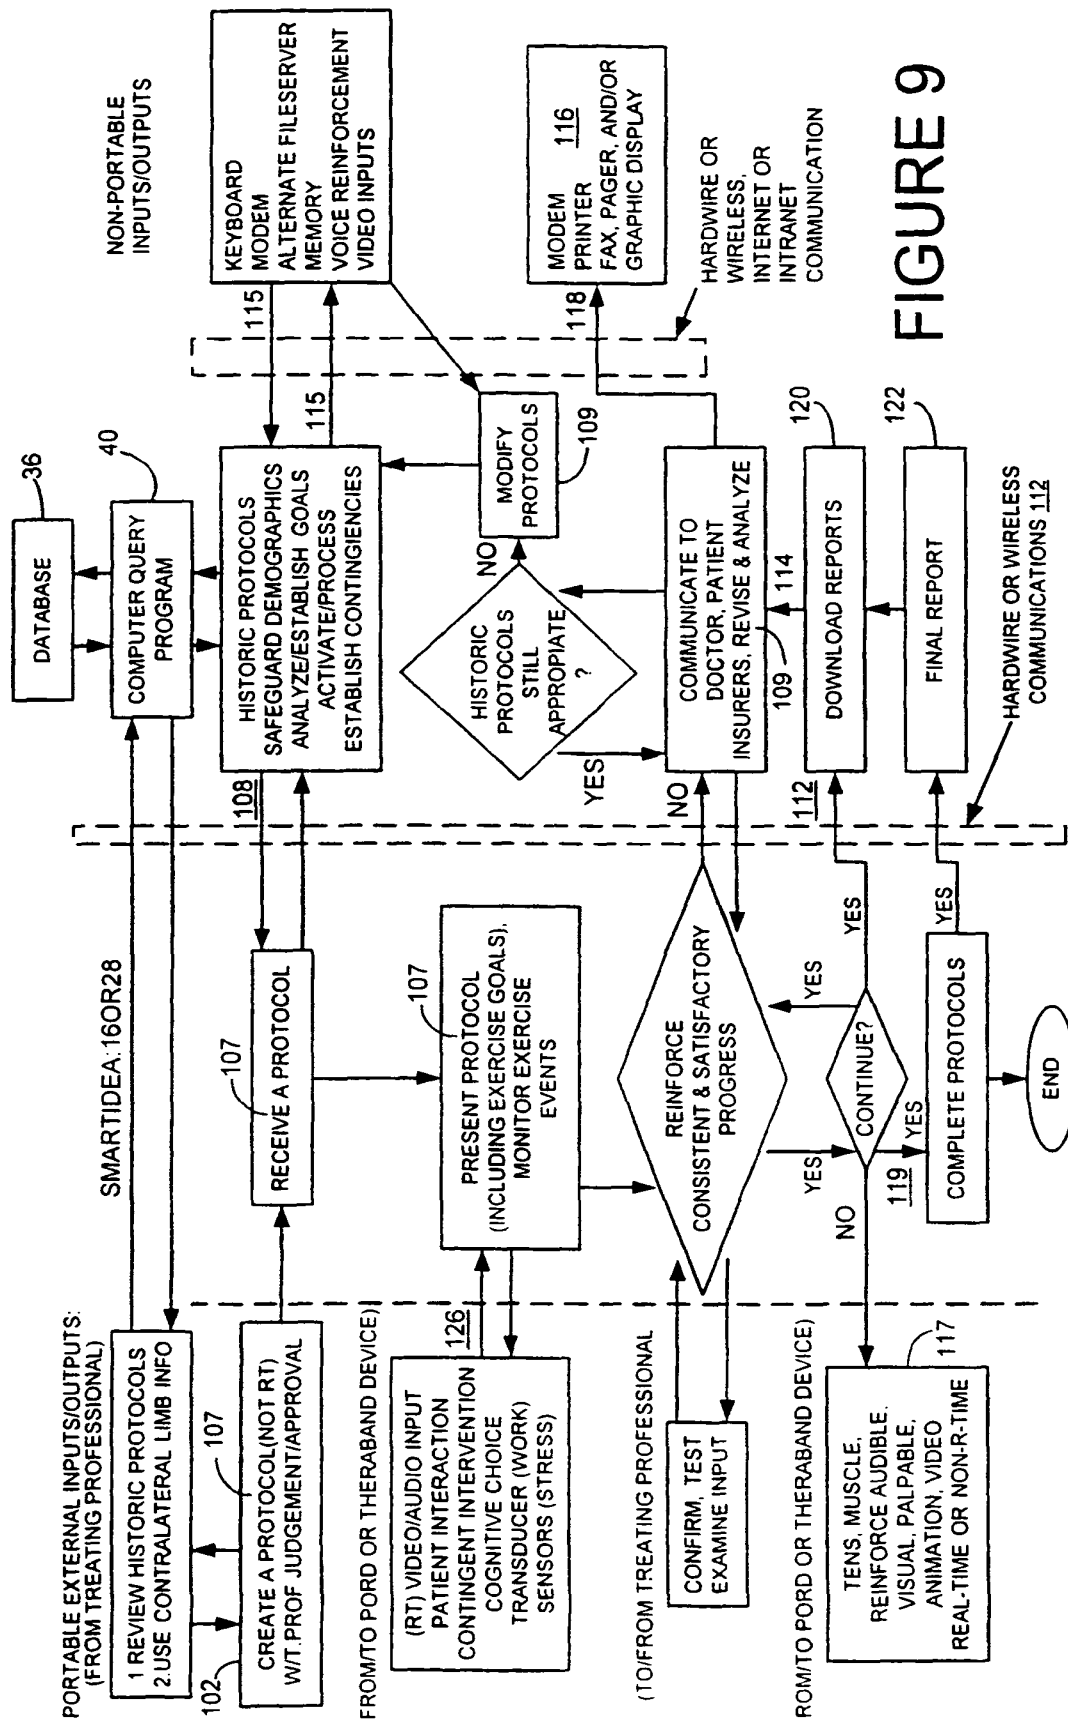 PORTABLE EXTERNAL INPUTS/OUTPUTS:
(FROM TREATING PROFESSIONAL)
SMARTIDEA:16OR28
NON-PORTABLE
INPUTS/OUTPUTS
DATABASE
36
COMPUTER QUERY
PROGRAM
40
1 REVIEW HISTORIC PROTOCOLS
2.USE CONTRALATERAL LIMB INFO
107
102
CREATE A PROTOCOL(NOT RT)
W/T.PROF JUDGEMENT/APPROVAL
107
RECEIVE A PROTOCOL
108
HISTORIC PROTOCOLS
SAFEGUARD DEMOGRAPHICS
ANALYZE/ESTABLISH GOALS
ACTIVATE/PROCESS
ESTABLISH CONTINGIENCIES
115
115
KEYBOARD
MODEM
ALTERNATE FILESERVER
MEMORY
VOICE REINFORCEMENT
VIDEO INPUTS
FROM/TO PORD OR THERABAND DEVICE)
(RT) VIDEO/AUDIO INPUT
PATIENT INTERACTION
CONTINGENT INTERVENTION
COGNITIVE CHOICE
TRANSDUCER (WORK)
SENSORS (STRESS)
126
107
PRESENT PROTOCOL
(INCLUDING EXERCISE GOALS),
MONITOR EXERCISE
EVENTS
HISTORIC
PROTOCOLS
STILL
APPROPIATE
?
NO
YES
MODIFY
PROTOCOLS
109
(TO/FROM TREATING PROFESSIONAL
CONFIRM, TEST
EXAMINE INPUT
REINFORCE
CONSISTENT & SATISFACTORY
PROGRESS
NO
COMMUNICATE TO
DOCTOR, PATIENT
INSURERS, REVISE & ANALYZE
109
114
118
MODEM
PRINTER 116
FAX, PAGER, AND/OR
GRAPHIC DISPLAY
HARDWIRE OR
WIRELESS,
INTERNET OR
INTRANET
COMMUNICATION
ROM/TO PORD OR THERABAND DEVICE)
TENS, MUSCLE,
REINFORCE AUDIBLE.
VISUAL, PALPABLE,
ANIMATION, VIDEO
REAL-TIME OR NON-R-TIME
117
NO
YES
YES
CONTINUE?
YES
119
YES
112
DOWNLOAD REPORTS
120
COMPLETE PROTOCOLS
YES
FINAL REPORT
122
END
HARDWIRE OR WIRELESS
COMMUNICATIONS 112
FIGURE 9